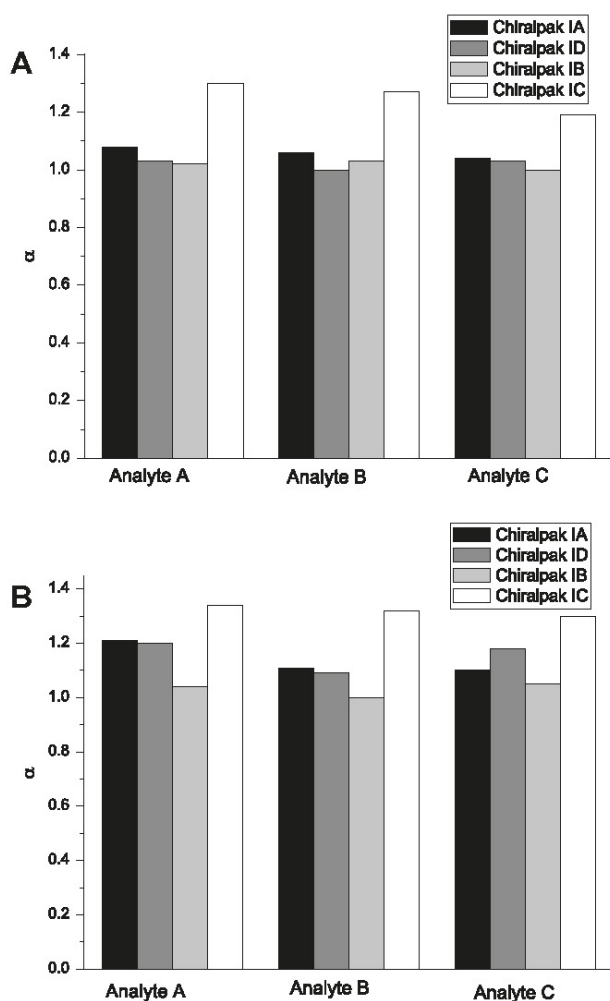 A
Chiralpak IA
Chiralpak ID
Chiralpak IB
Chiralpak IC
1.4
1.2
1.0
0.8
0.6
0.4
0.2
0.0
α
Analyte A Analyte B Analyte C
B
Chiralpak IA
Chiralpak ID
Chiralpak IB
Chiralpak IC
1.4
1.2
1.0
0.8
0.6
0.4
0.2
0.0
α
Analyte A Analyte B Analyte C